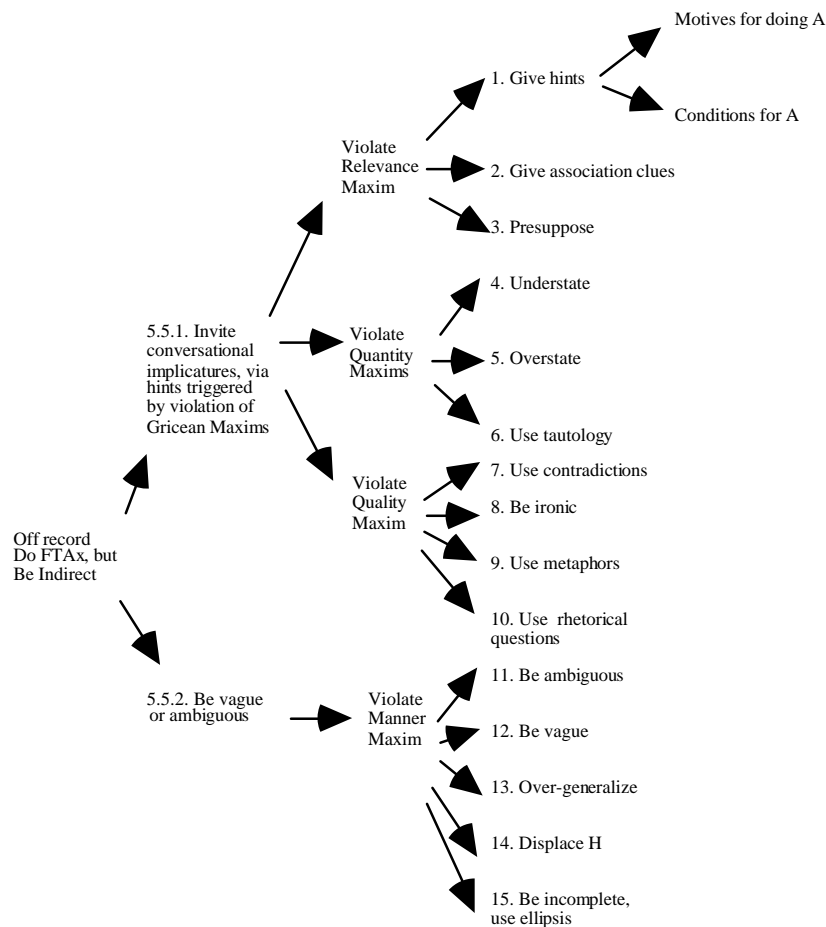 Off record
Do FTAx, but
Be Indirect
5.5.1. Invite
conversational
implicatures, via
hints triggered
by violation of
Gricean Maxims
Violate
Relevance
Maxim
1. Give hints
Motives for doing A
Conditions for A
2. Give association clues
3. Presuppose
Violate
Quantity
Maxims
4. Understate
5. Overstate
6. Use tautology
Violate
Quality
Maxim
7. Use contradictions
8. Be ironic
9. Use metaphors
10. Use rhetorical
questions
5.5.2. Be vague
or ambiguous
Violate
Manner
Maxim
11. Be ambiguous
12. Be vague
13. Over-generalize
14. Displace H
15. Be incomplete,
use ellipsis